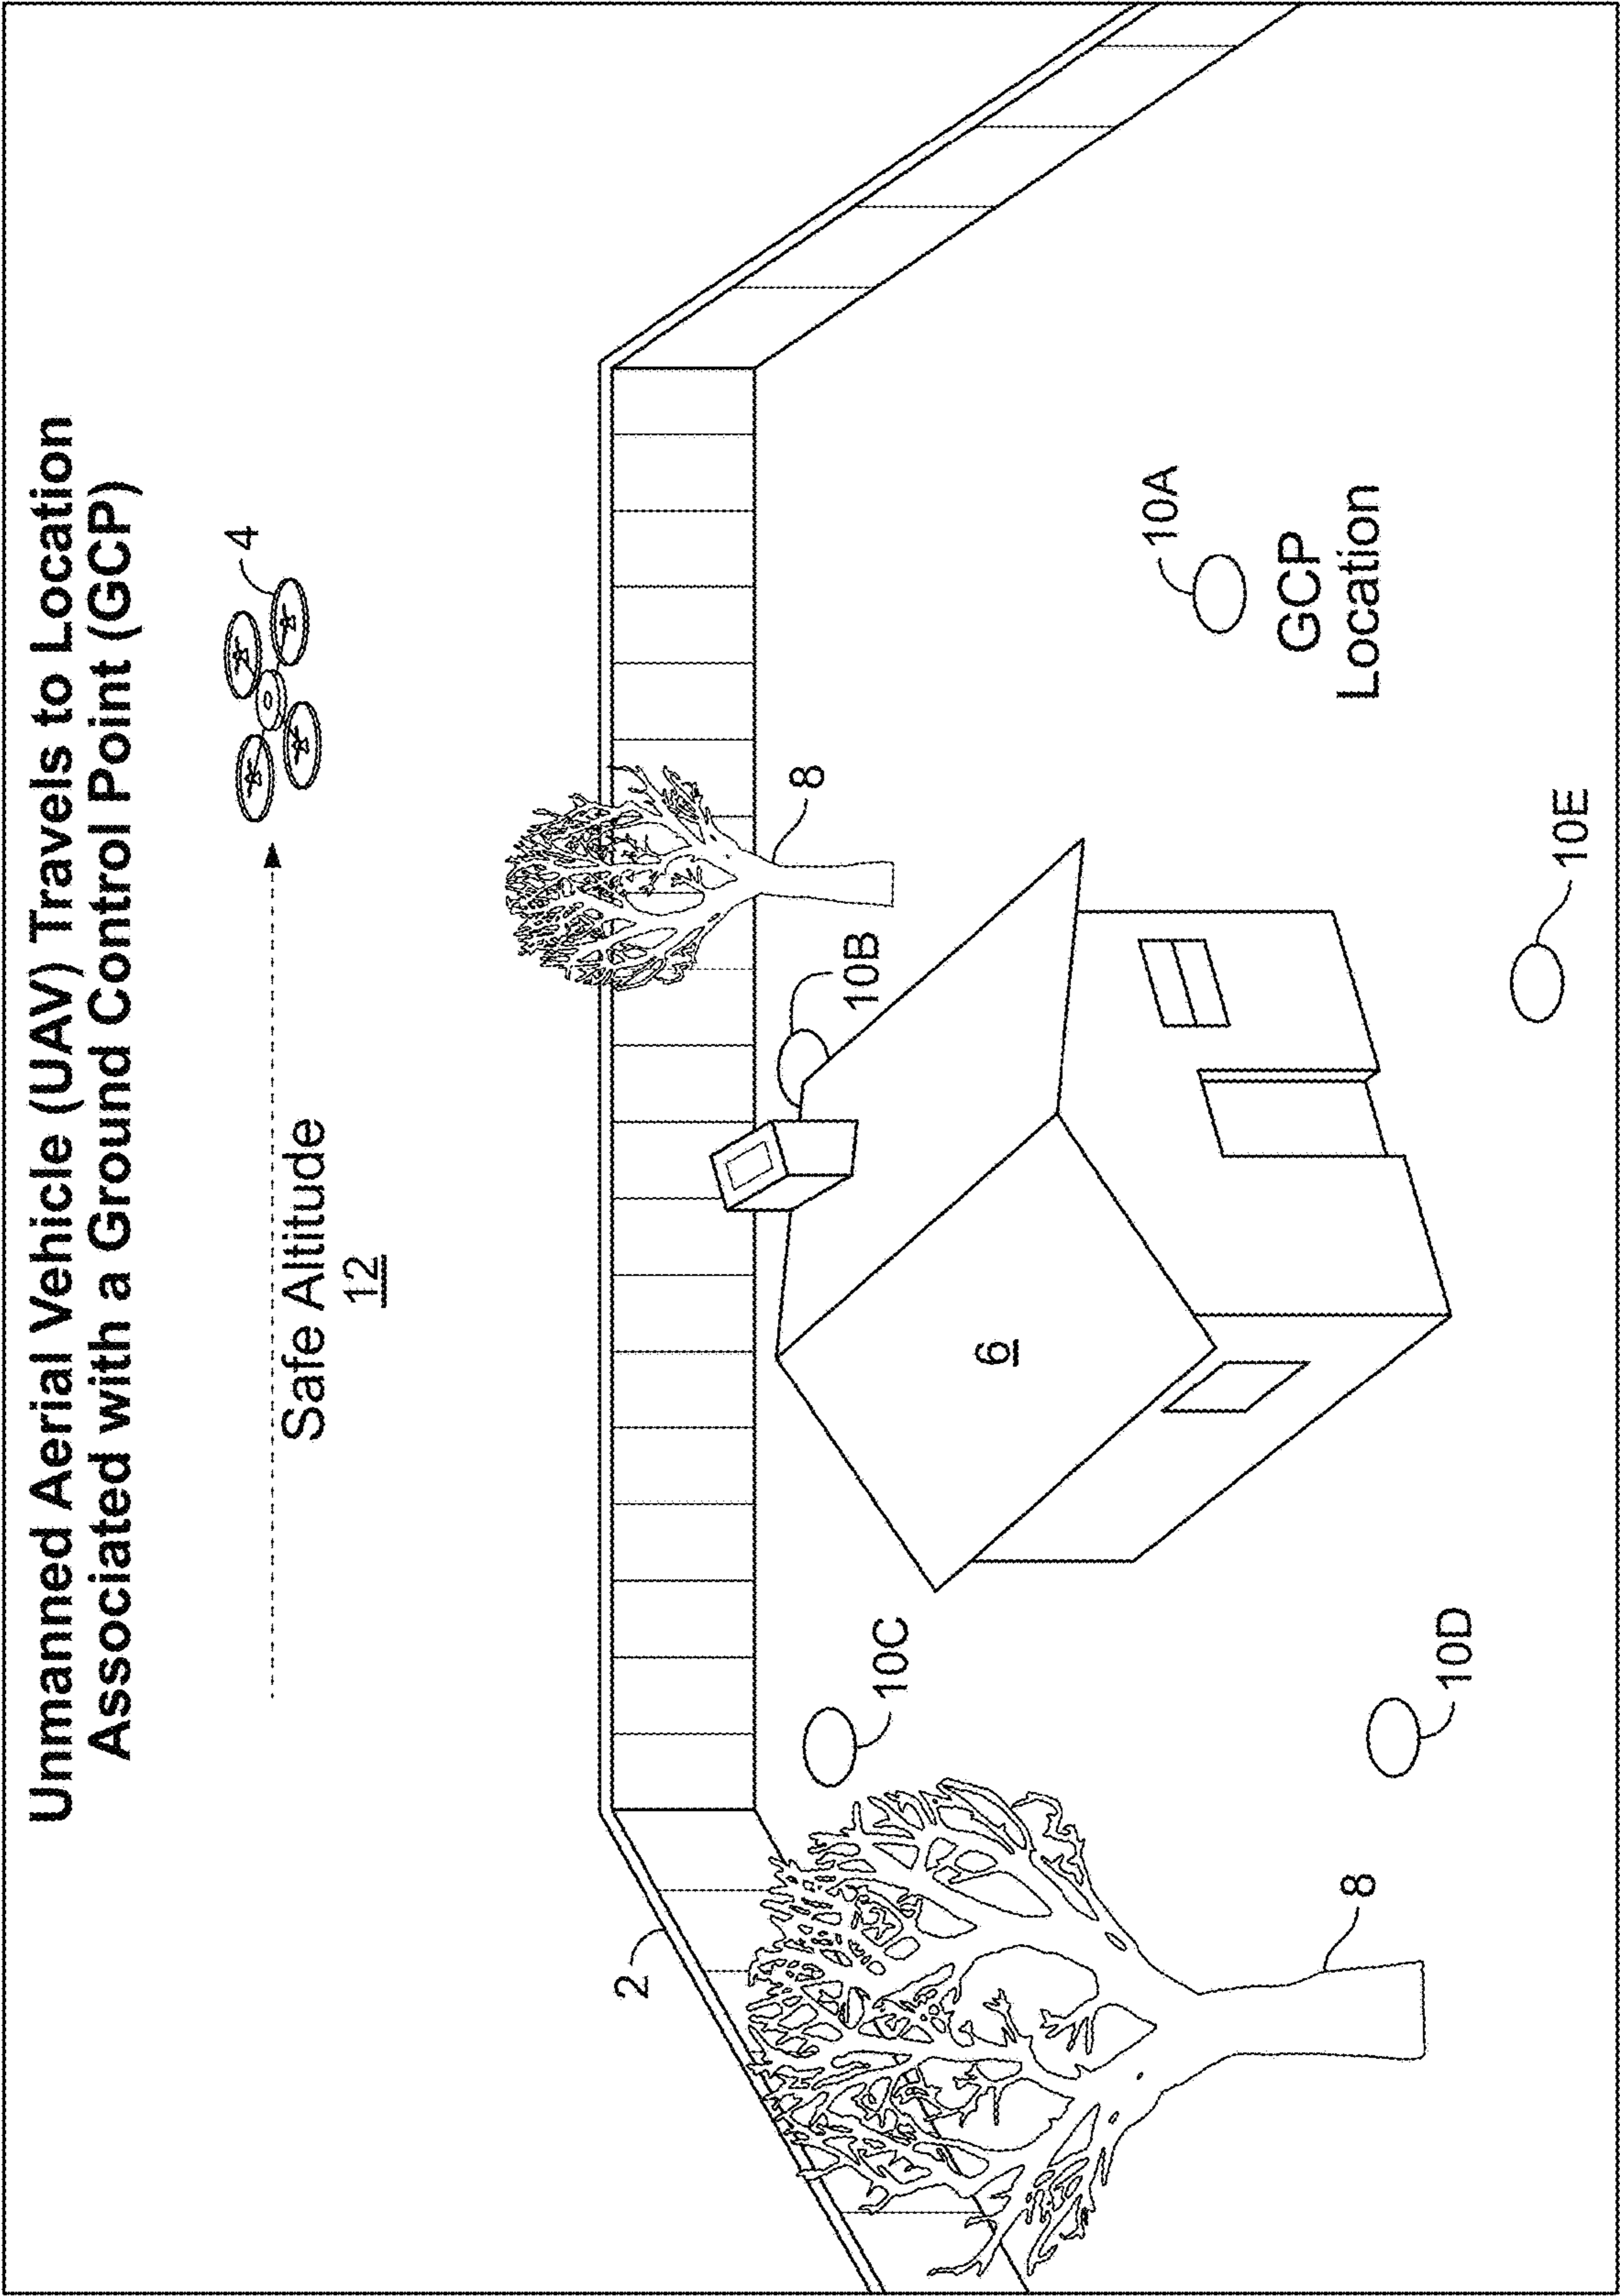 Unmanned Aerial Vehicle (UAV) Travels to Location
Associated with a Ground Control Point (GCP)
4
Safe Altitude
12
2
8
10B
10C
6
10A
GCP
Location
8
10D
10E